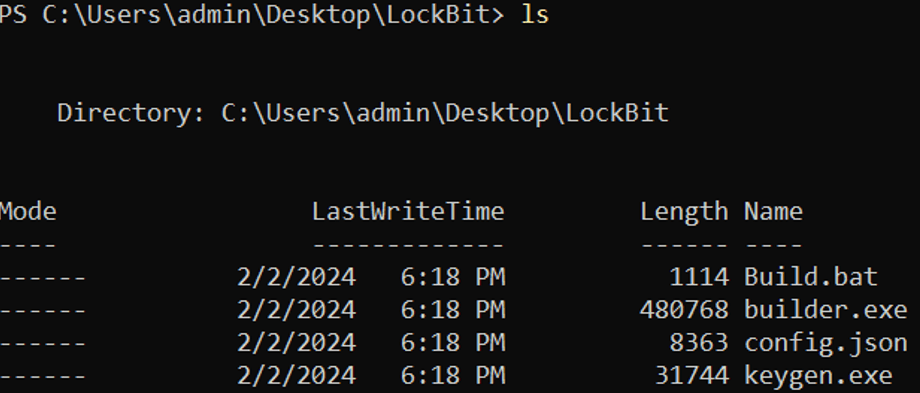 PS C:\Users\admin\Desktop\LockBit> ls
Directory: C:\Users\admin\Desktop\LockBit
Mode LastWriteTime Length Name
---- ------------- ------ ----
------ 2/2/2024 6:18 PM 1114 Build.bat
------ 2/2/2024 6:18 PM 480768 builder.exe
------ 2/2/2024 6:18 PM 8363 config.json
------ 2/2/2024 6:18 PM 31744 keygen.exe